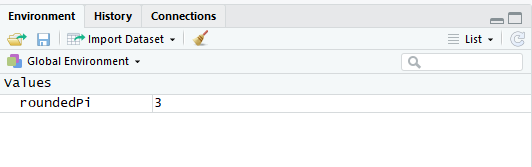 Environment History Connections
Import Dataset List
Global Environment
Values
roundedPi 3